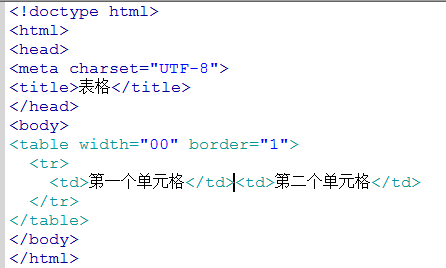 <!doctype html>
<html>
<head>
<meta charset="UTF-8">
<title>表格</title>
</head>
<body>
<table width="00" border="1">
  <tr>
    <td>第一个单元格</td><td>第二个单元格</td>
  </tr>
</table>
</body>
</html>